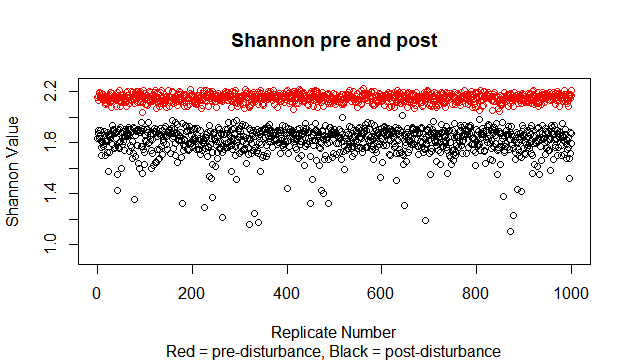 Shannon pre and post
Shannon Value
2.2
1.8
1.4
1.0
0 200 400 600 800 1000
Replicate Number
Red = pre-disturbance, Black = post-disturbance